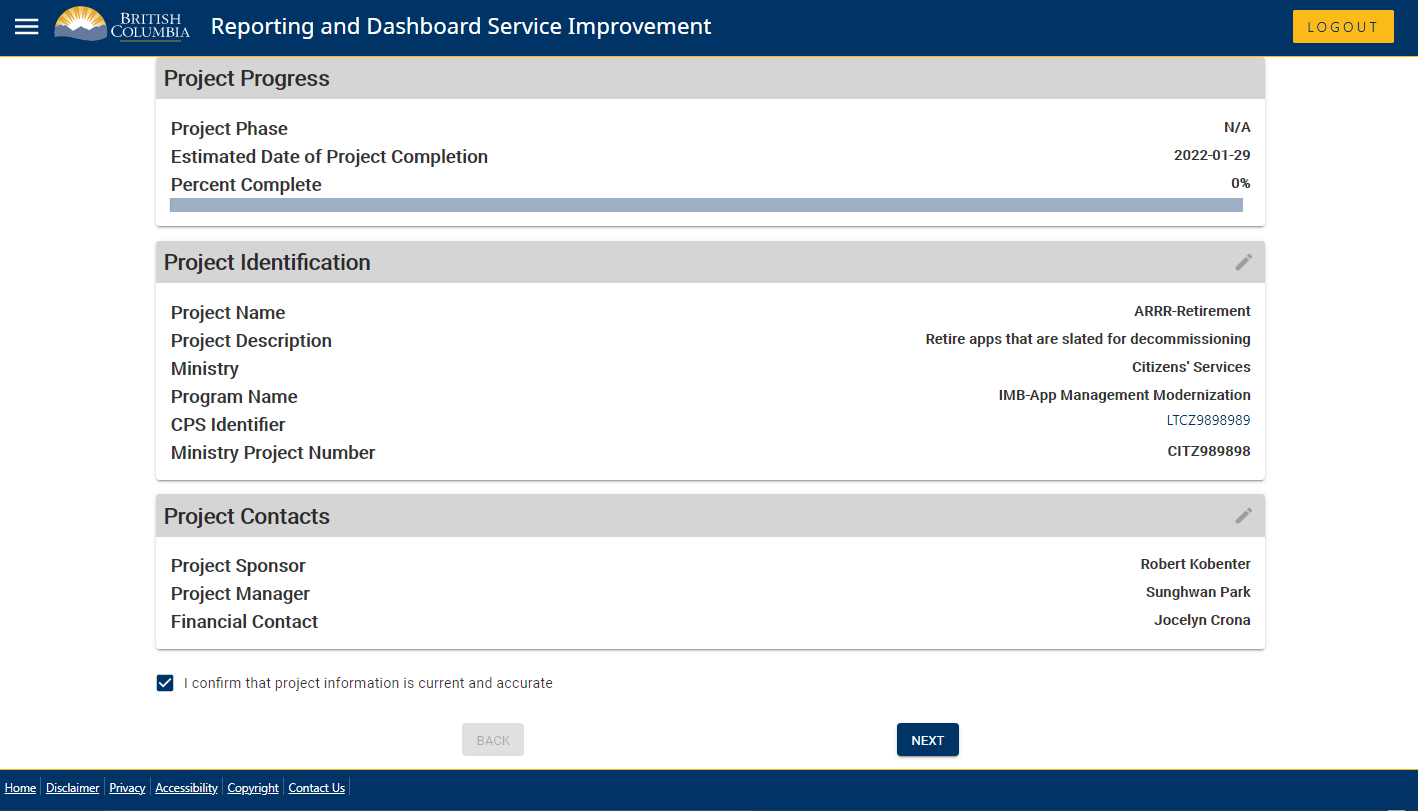 BRITISH
COLUMBIA
Reporting and Dashboard Service Improvement
LOGOUT
Project Progress
Project Phase N/A
Estimated Date of Project Completion 2022-01-29
Percent Complete 0%
Project Identification
Project Name ARRR-Retirement
Project Description Retire apps that are slated for decommissioning
Ministry Citizens' Services
Program Name IMB-App Management Modernization
CPS Identifier LTCZ9898989
Ministry Project Number CITZ989898
Project Contacts
Project Sponsor Robert Kobenter
Project Manager Sunghwan Park
Financial Contact Jocelyn Crona
I confirm that project information is current and accurate
BACK NEXT
Home Disclaimer Privacy Accessibility Copyright Contact Us